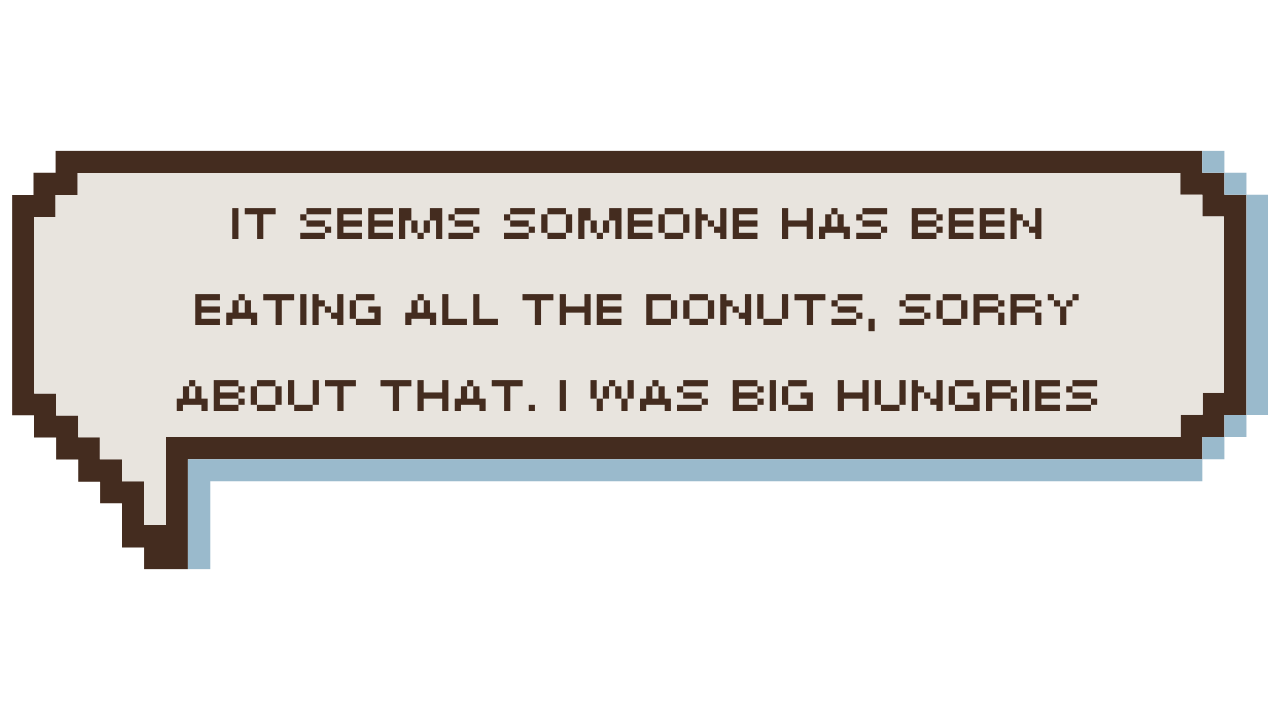 IT SEEMS SOMEONE HAS BEEN
EATING ALL THE DONUTS, SORRY
ABOUT THAT. I WAS BIG HUNGRIES